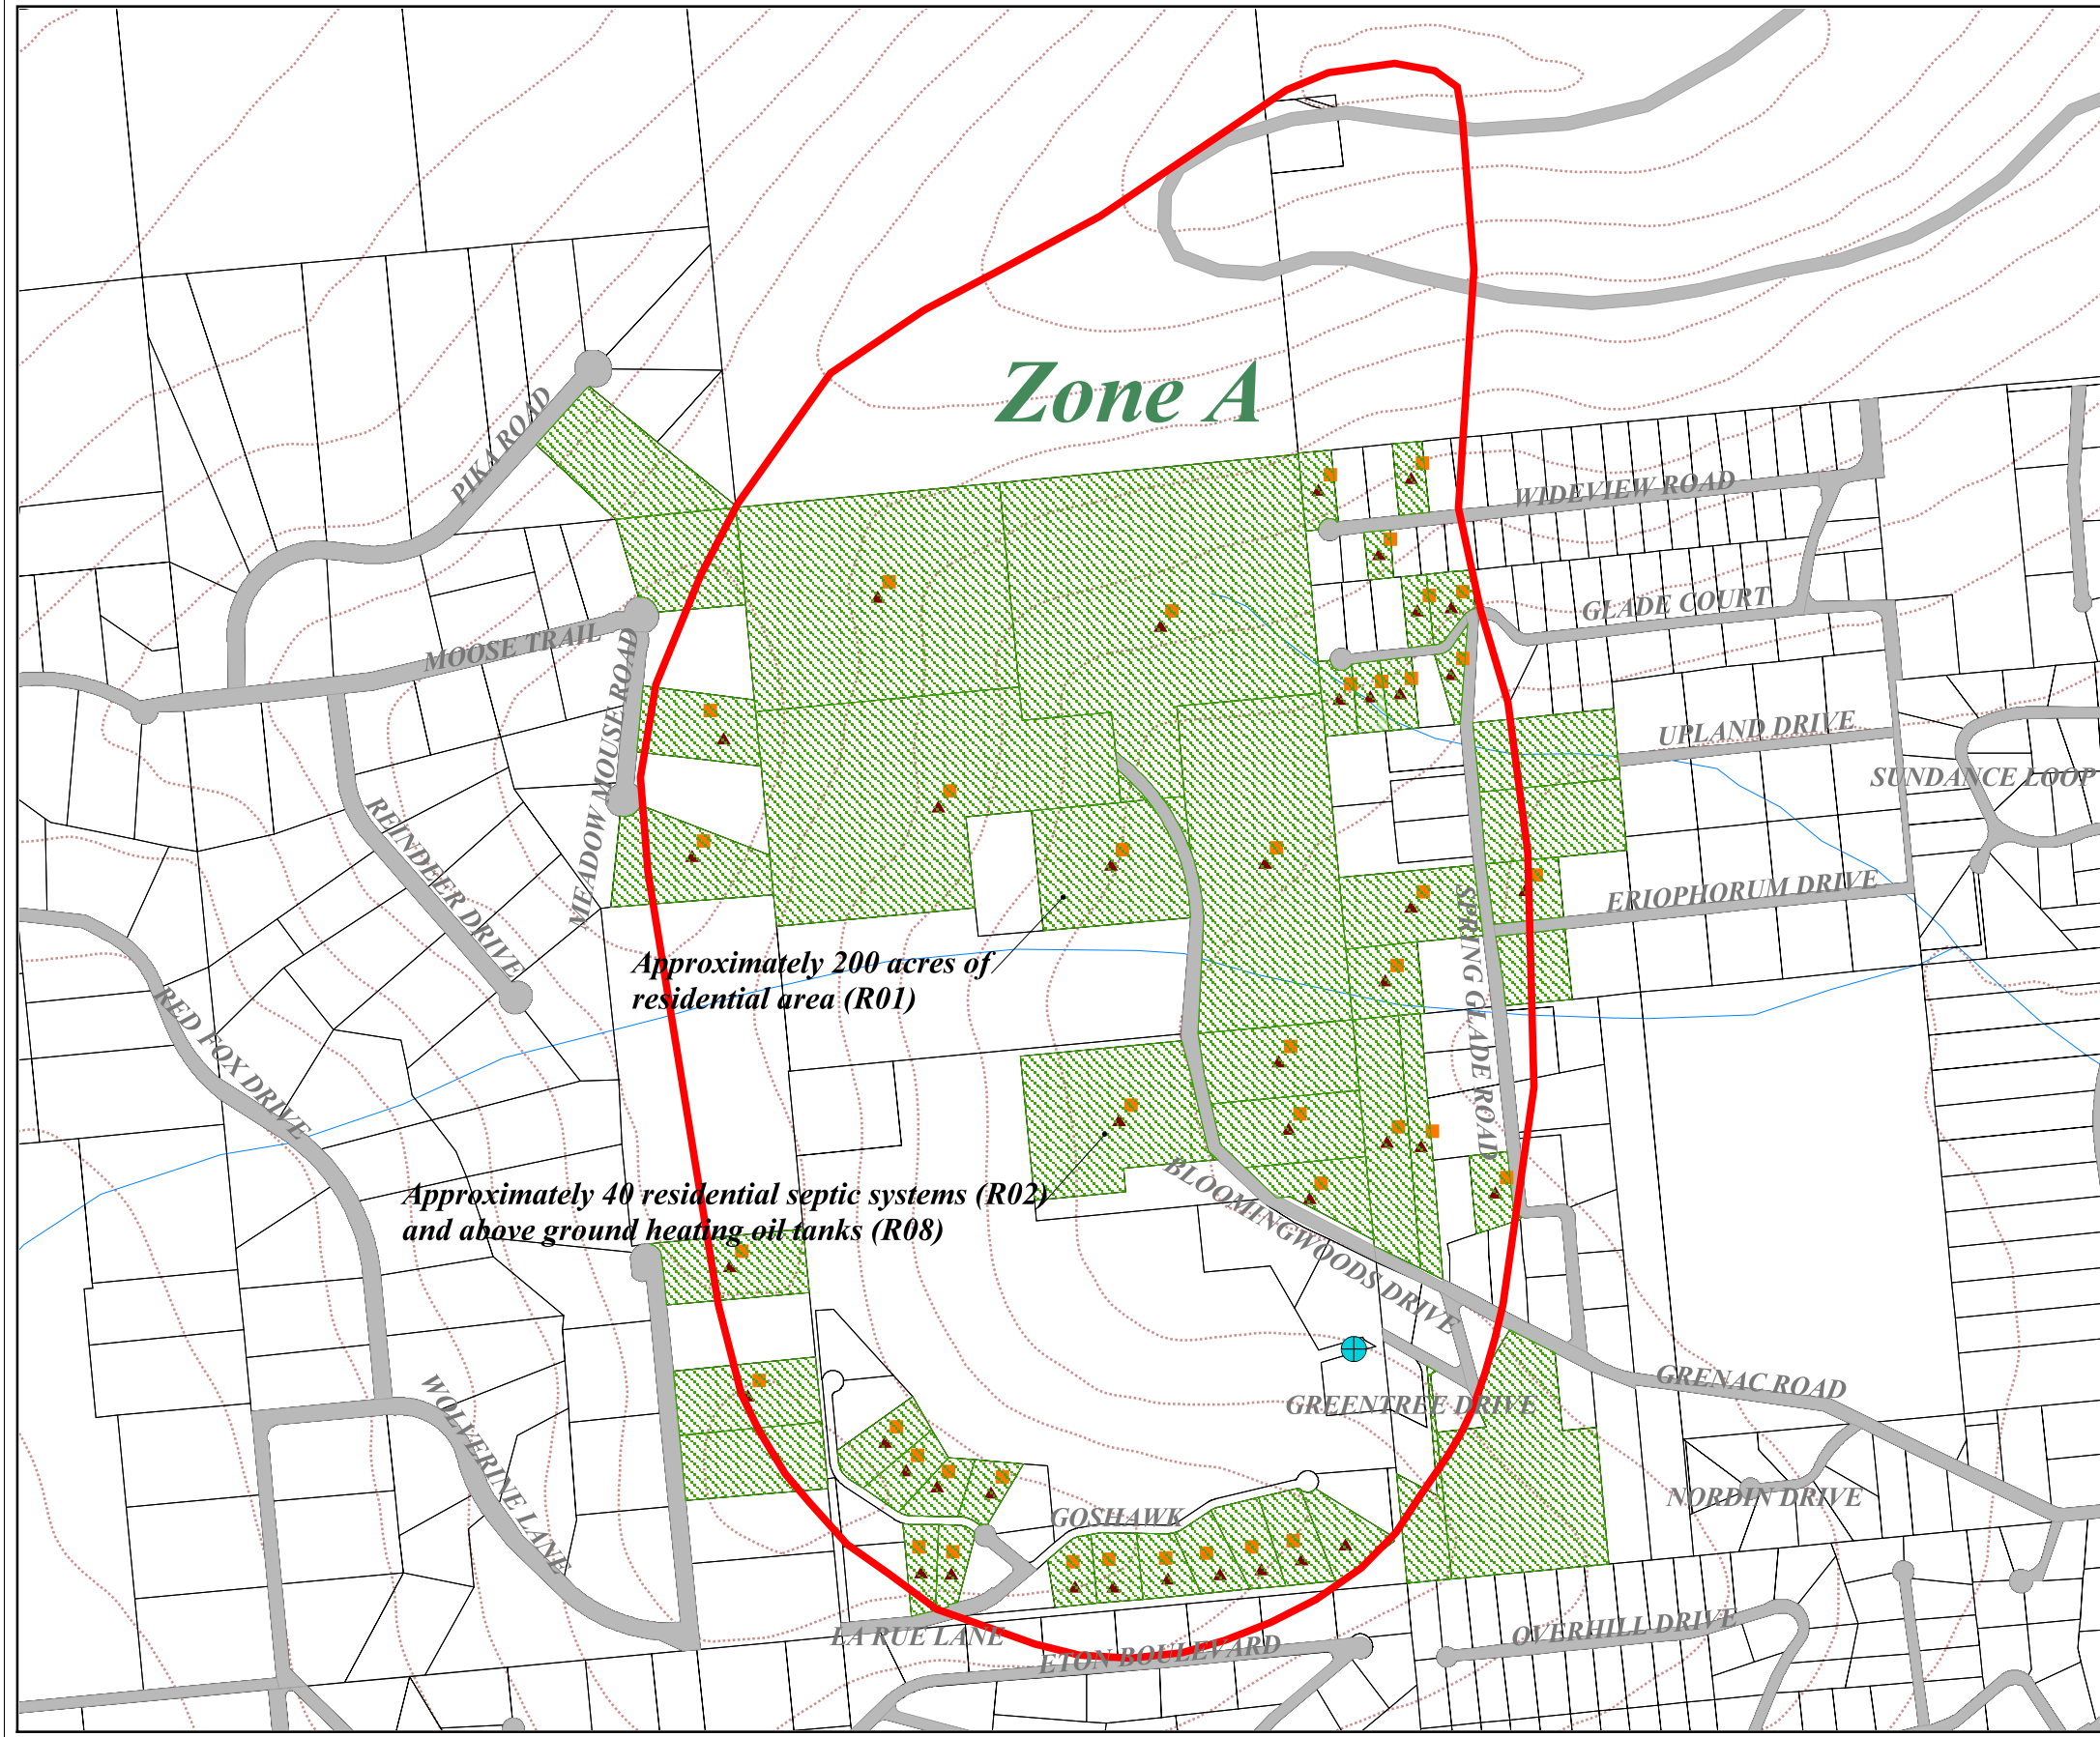 Zone A
PIKA ROAD
WIDEVIEW ROAD
GLADE COURT
MOOSE TRAIL
MEADOW MOUSE ROAD
UPLAND DRIVE
SUNDANCE LOOP
REINDEER DRIVE
ERIOPHORUM DRIVE
SPRING GLADE ROAD
Approximately 200 acres of
residential area (R01)
RED FOX DRIVE
Approximately 40 residential septic systems (R02)
and above ground heating oil tanks (R08)
BLOOMINGWOODS DRIVE
GRENAC ROAD
GREENTREE DRIVE
WOLVERINE LANE
NORDIN DRIVE
GOSHAWK
LA RUE LANE
ETON BOULEVARD
OVERHILL DRIVE